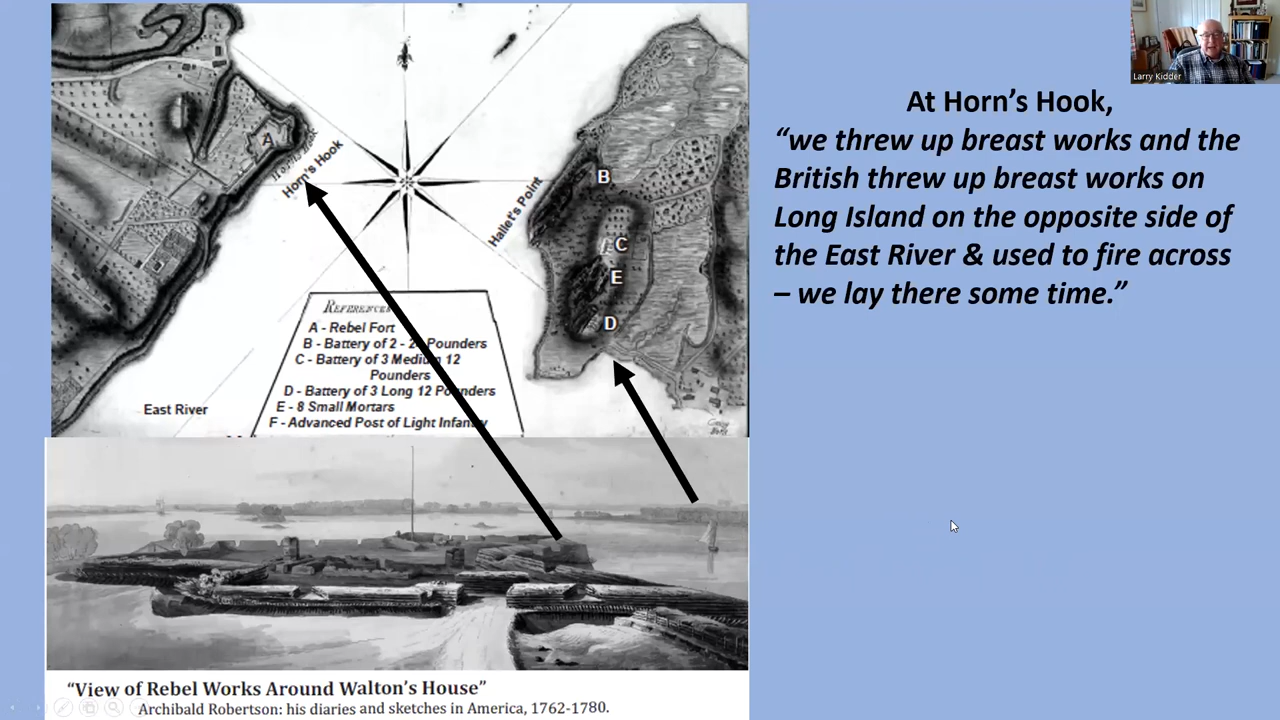 Larry Kidder
At Horn's Hook,
“we threw up breast works and the
British threw up breast works on
Long Island on the opposite side of
the East River & used to fire across
– we lay there some time.”
A
Horn's Hook
Hallet's Point
B
C
E
D
References
A - Rebel Fort
B - Battery of 2 - 2 Pounders
C - Battery of 3 Medium 12
Pounders
D - Battery of 3 Long 12 Pounders
E - 8 Small Mortars
F - Advanced Post of Light Infantry
East River
“View of Rebel Works Around Walton's House”
Archibald Robertson: his diaries and sketches in America, 1762-1780.